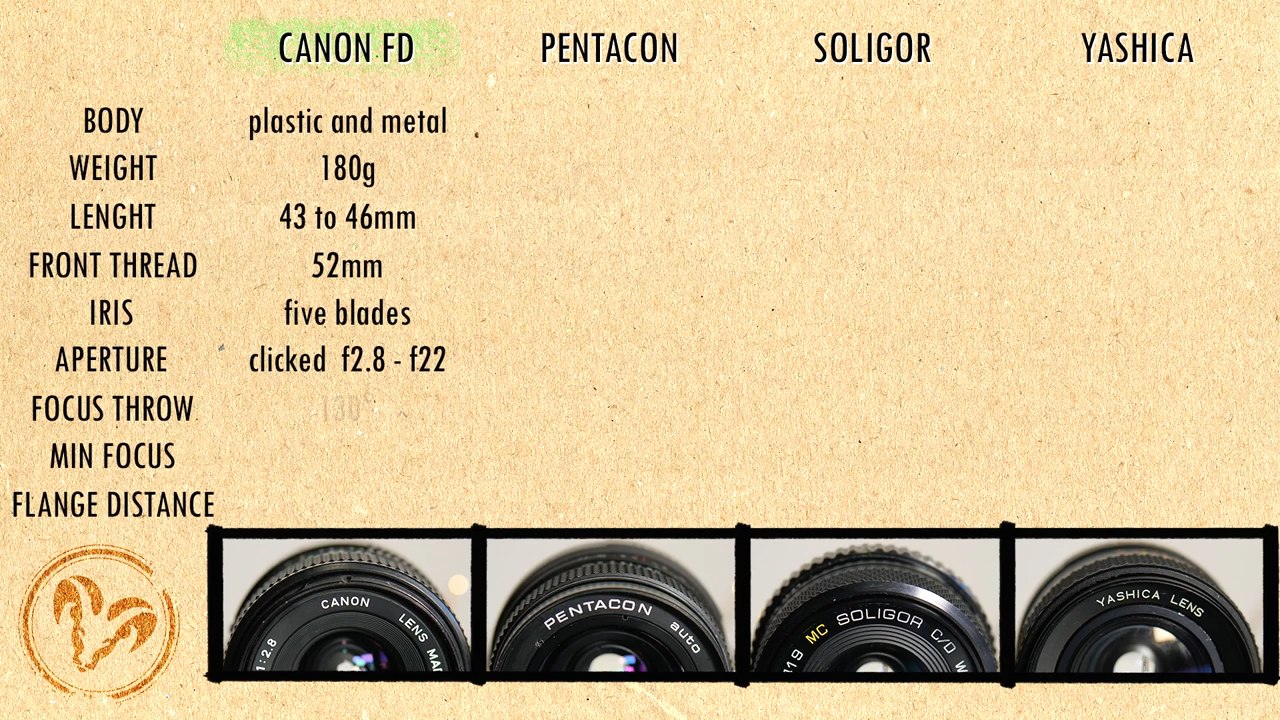 CANON FD PENTACON SOLIGOR YASHICA
BODY plastic and metal
WEIGHT 180g
LENGHT 43 to 46mm
FRONT THREAD 52mm
IRIS five blades
APERTURE clicked f2.8 - f22
FOCUS THROW 130°
MIN FOCUS
FLANGE DISTANCE
1:2.8 CANON LENS
PENTACON auto
MC SOLIGOR C/D W
YASHICA LENS